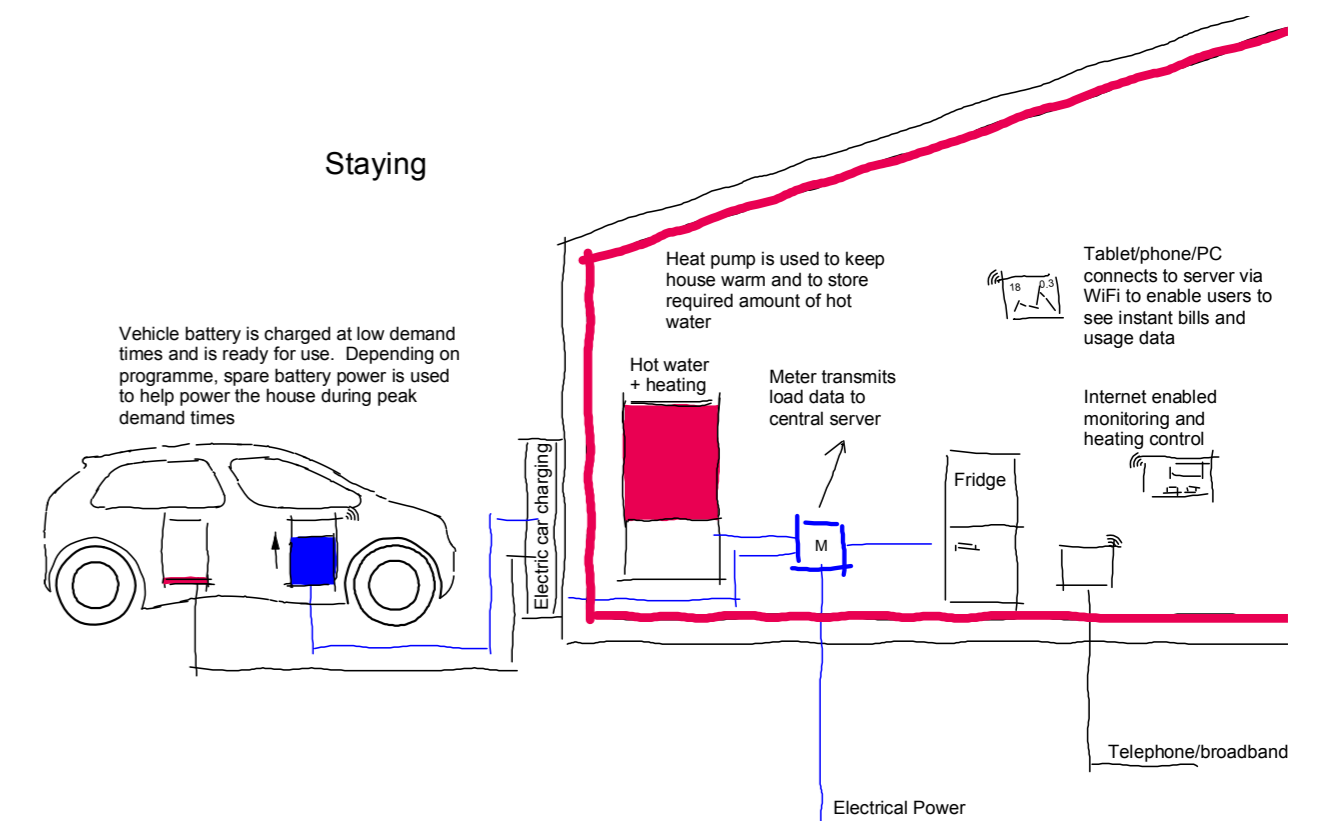 Staying
Vehicle battery is charged at low demand
times and is ready for use.  Depending on
programme, spare battery power is used
to help power the house during peak
demand times
Electric car charging
Heat pump is used to keep
house warm and to store
required amount of hot
water
Hot water
+ heating
Meter transmits
load data to
central server
M
Fridge
18
0.3
Tablet/phone/PC
connects to server via
WiFi to enable users to
see instant bills and
usage data
Internet enabled
monitoring and
heating control
Telephone/broadband
Electrical Power